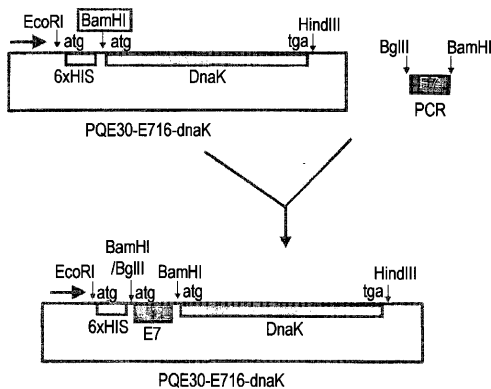 EcoRI BamHI HindIII
atg atg tga
6xHIS DnaK
PQE30-E716-dnaK
BglII BamHI
E7
PCR
BamHI
/BglII
EcoRI BamHI HindIII
atg atg atg tga
6xHIS E7 DnaK
PQE30-E716-dnaK